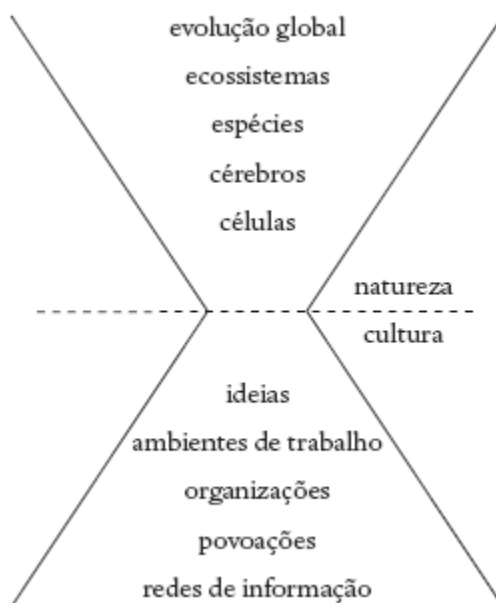 evolução global
ecossistemas
espécies
cérebros
células
natureza
cultura
ideias
ambientes de trabalho
organizações
povoações
redes de informação